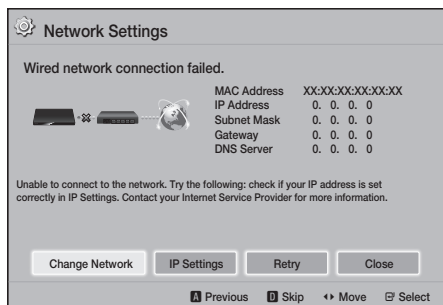 Network Settings
Wired network connection failed.
MAC Address XX:XX:XX:XX:XX:XX
IP Address 0. 0. 0. 0
Subnet Mask 0. 0. 0. 0
Gateway 0. 0. 0. 0
DNS Server 0. 0. 0. 0
Unable to connect to the network. Try the following: check if your IP address is set
correctly in IP Settings. Contact your Internet Service Provider for more information.
Change Network IP Settings Retry Close
A Previous D Skip Move Select